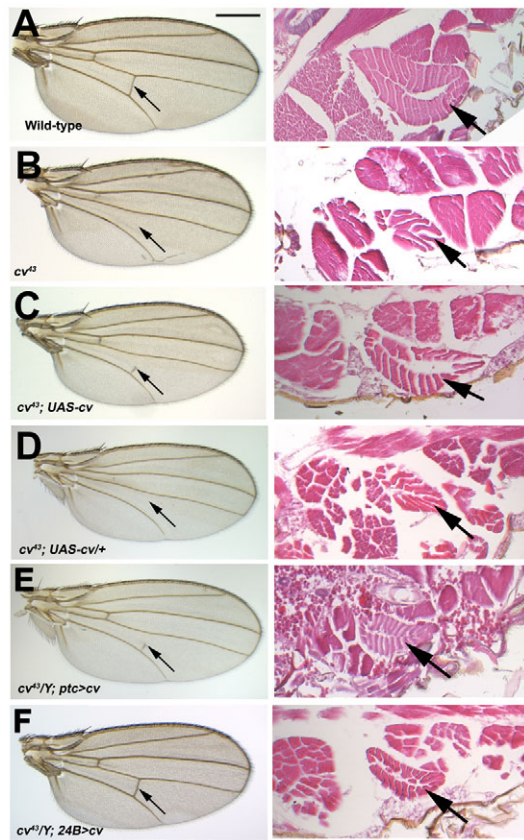 A
Wild-type
B
cv⁴³
C
cv⁴³; UAS-cv
D
cv⁴³; UAS-cv/+
E
cv⁴³/Y; ptc>cv
F
cv⁴³/Y; 24B>cv